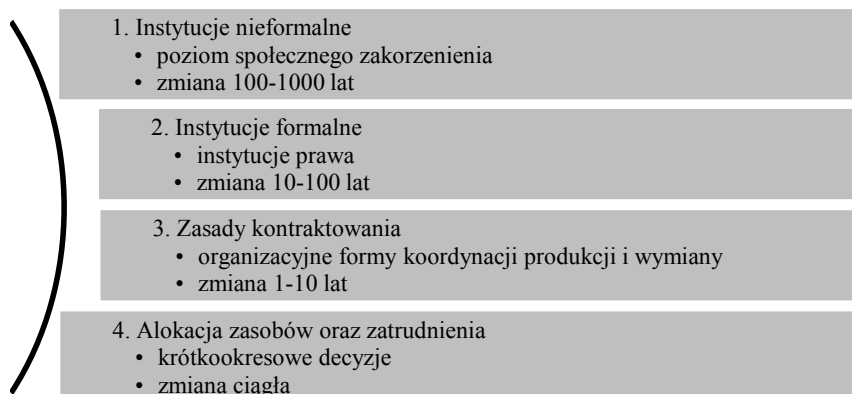 1. Instytucje nieformalne
• poziom społecznego zakorzenienia
• zmiana 100-1000 lat
2. Instytucje formalne
• instytucje prawa
• zmiana 10-100 lat
3. Zasady kontraktowania
• organizacyjne formy koordynacji produkcji i wymiany
• zmiana 1-10 lat
4. Alokacja zasobów oraz zatrudnienia
• krótkookresowe decyzje
• zmiana ciągła